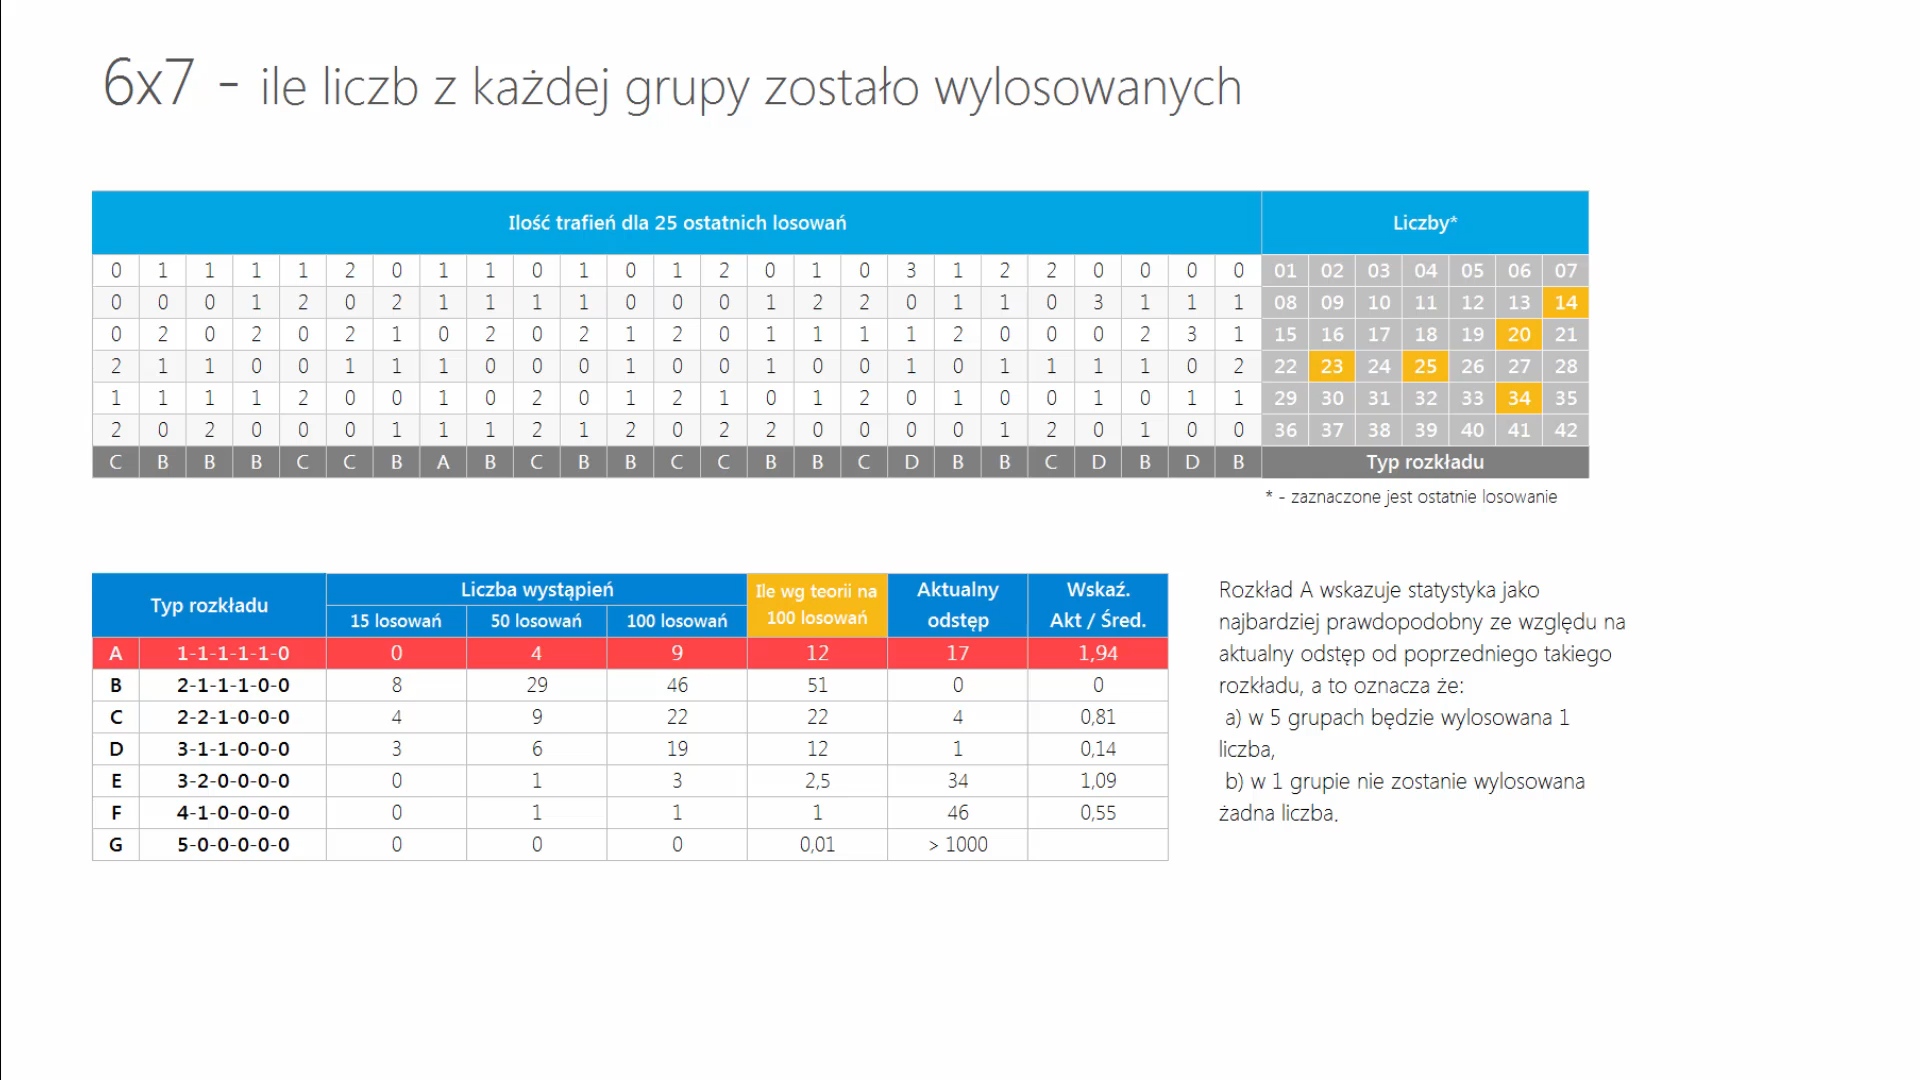 6x7 - ile liczb z każdej grupy zostało wylosowanych
Ilość trafień dla 25 ostatnich losowań Liczby*
0 1 1 1 1 2 0 1 1 0 1 0 1 2 0 1 0 3 1 2 2 0 0 0 0 01 02 03 04 05 06 07
0 0 0 1 2 0 2 1 1 1 1 0 0 0 1 2 2 0 1 1 0 3 1 1 1 08 09 10 11 12 13 14
0 2 0 2 0 2 1 0 2 0 2 1 2 0 1 1 1 1 2 0 0 0 2 3 1 15 16 17 18 19 20 21
2 1 1 0 0 1 1 1 0 0 0 1 0 0 1 0 0 1 0 1 1 1 1 0 2 22 23 24 25 26 27 28
1 1 1 1 2 0 0 1 0 2 0 1 2 1 0 1 2 0 1 0 0 1 0 1 1 29 30 31 32 33 34 35
2 0 2 0 0 0 1 1 1 2 1 2 0 2 2 0 0 0 0 1 2 0 1 0 0 36 37 38 39 40 41 42
C B B B C C B A B C B B C C B B C D B B C D B D B Typ rozkładu
* - zaznaczone jest ostatnie losowanie
Typ rozkładu Liczba wystąpień Ile wg teorii na 100 losowań Aktualny odstęp Wskaź. Akt / Śred.
15 losowań 50 losowań 100 losowań
A 1-1-1-1-1-0 0 4 9 12 17 1,94
B 2-1-1-1-0-0 8 29 46 51 0 0
C 2-2-1-0-0-0 4 9 22 22 4 0,81
D 3-1-1-0-0-0 3 6 19 12 1 0,14
E 3-2-0-0-0-0 0 1 3 2,5 34 1,09
F 4-1-0-0-0-0 0 1 1 1 46 0,55
G 5-0-0-0-0-0 0 0 0 0,01 > 1000
Rozkład A wskazuje statystyka jako
najbardziej prawdopodobny ze względu na
aktualny odstęp od poprzedniego takiego
rozkładu, a to oznacza że:
a) w 5 grupach będzie wylosowana 1
liczba,
b) w 1 grupie nie zostanie wylosowana
żadna liczba.